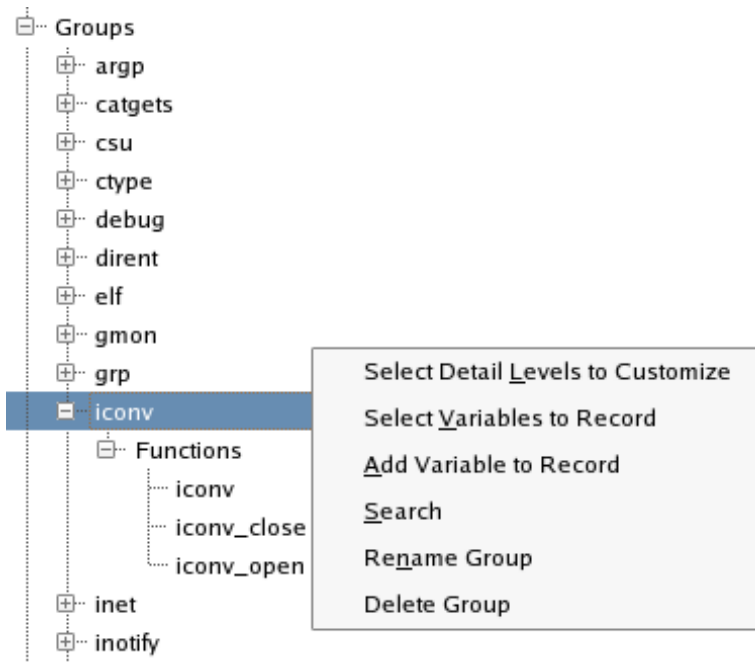 Groups
argp
catgets
csu
ctype
debug
dirent
elf
gmon
grp
iconv
Functions
iconv
iconv_close
iconv_open
inet
inotify
Select Detail Levels to Customize
Select Variables to Record
Add Variable to Record
Search
Rename Group
Delete Group